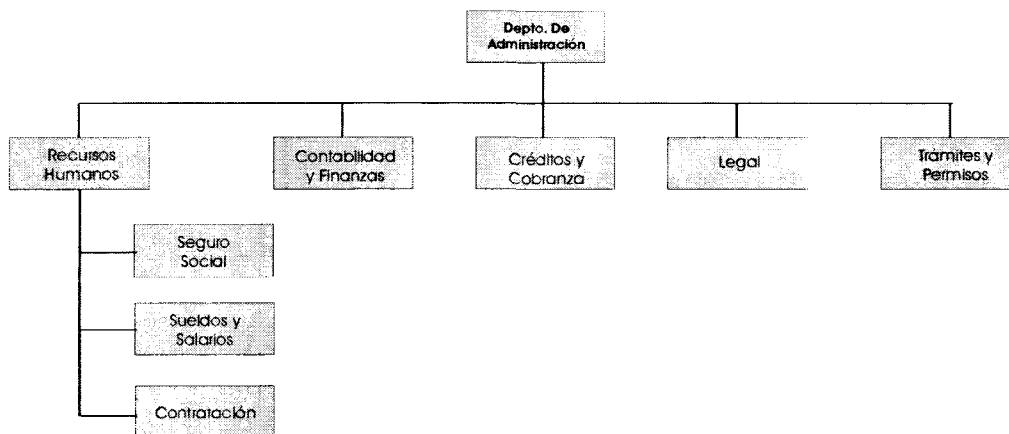 Depto. De
Administración
Recursos
Humanos
Contabilidad
y Finanzas
Créditos y
Cobranza
Legal
Trámites y
Permisos
Seguro
Social
Sueldos y
Salarios
Contratación